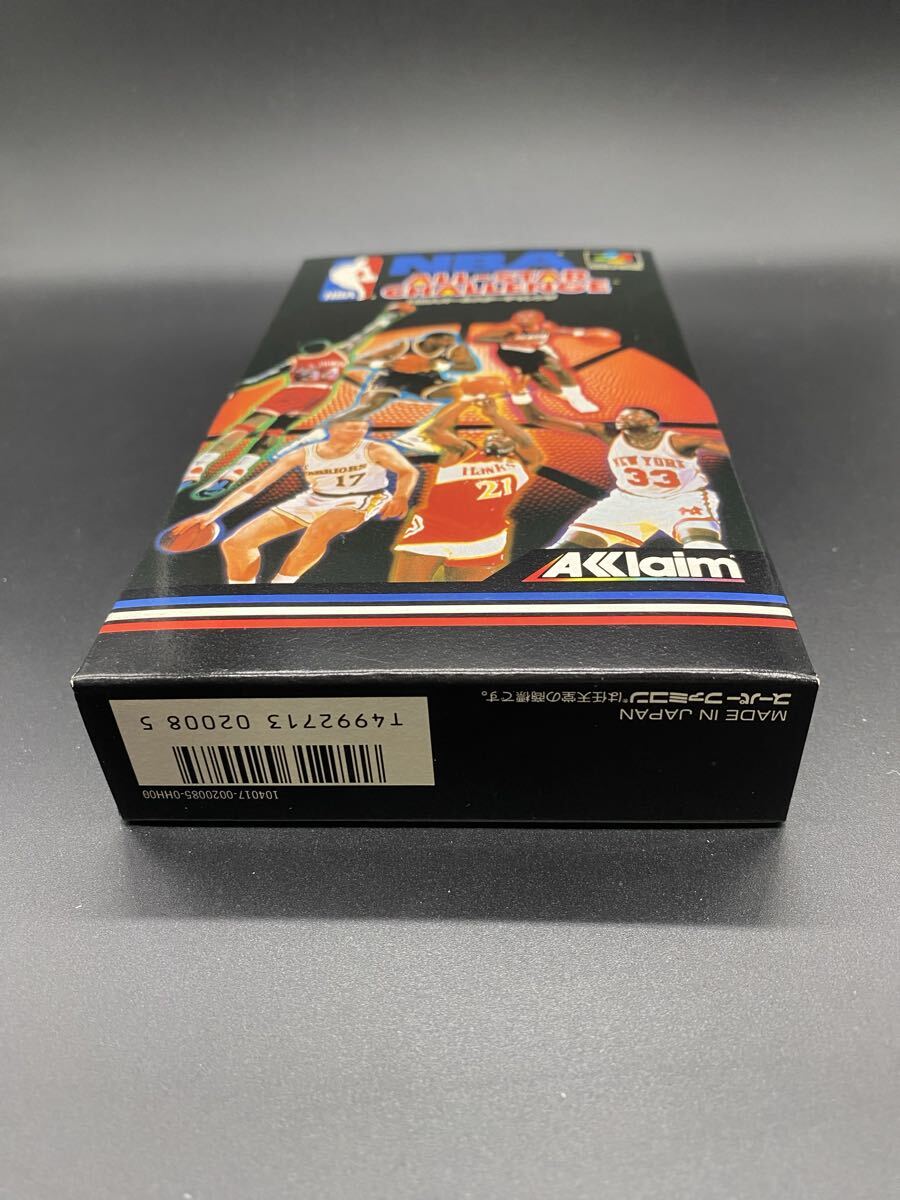 NBA
NBA
ALL-STAR
CHALLENGE
WARRIORS
17
HAWKS
21
NEW YORK
33
AKKlaim
スーパーファミコン®は任天堂の商標です。
MADE IN JAPAN
T4992713 02008 5
104017-0020085-0HH00